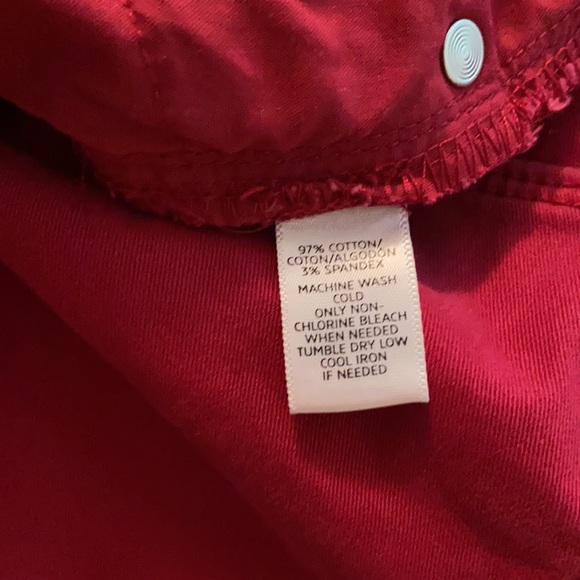 97% COTTON/
COTON/ALGODÓN
3% SPANDEX
MACHINE WASH
COLD
ONLY NON-
CHLORINE BLEACH
WHEN NEEDED
TUMBLE DRY LOW
COOL IRON
IF NEEDED